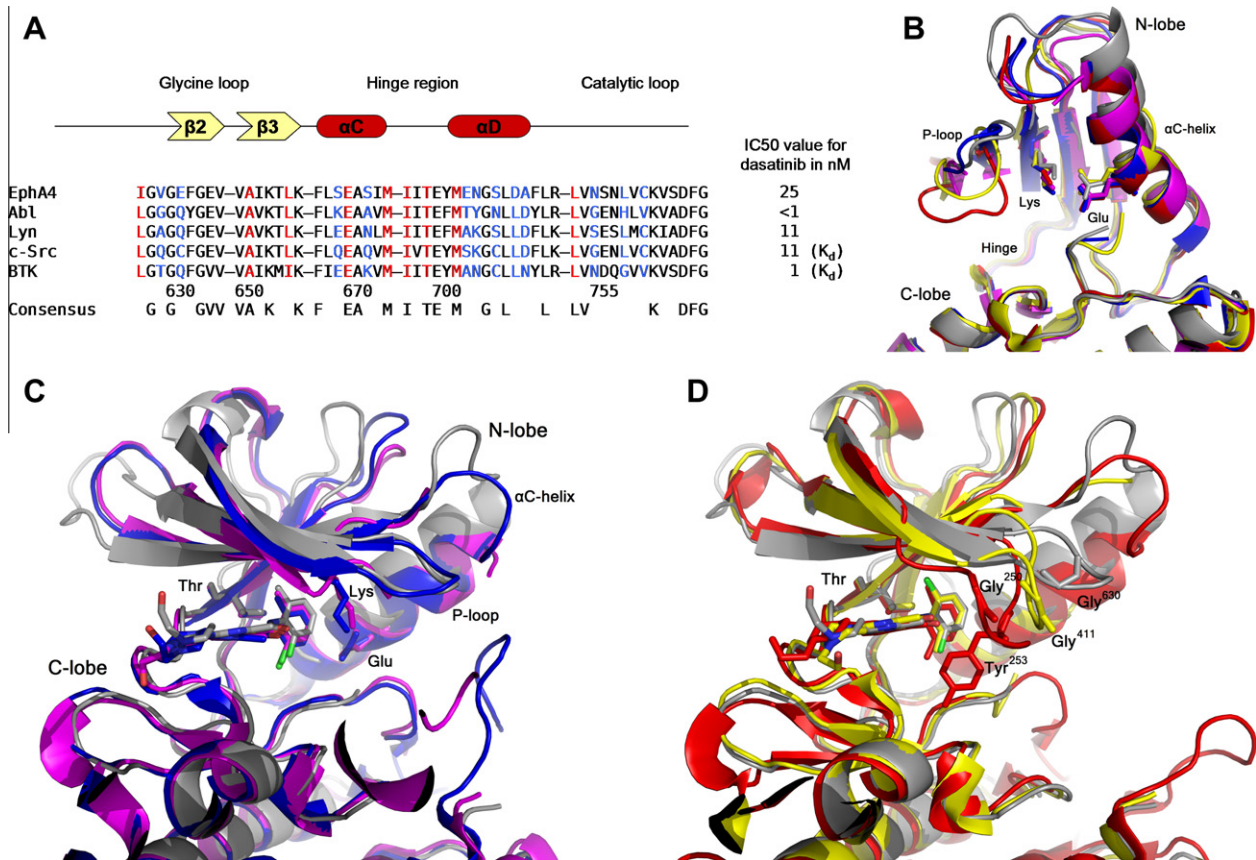 A
Glycine loop Hinge region Catalytic loop
β2 β3 αC αD
IC50 value for
dasatinib in nM
EphA4 IGVGEFGEV–VAIKTLK–FLSEASIM–IITEYMENGSLDAFLR–LVNSNLVCKVSDFG 25
Abl LGGGQYGEV–VAVKTLK–FLKEAAVM–IITEFMTYGNLLDYLRL–LVGENHLVKVADFG <1
Lyn LGAGQFGEV–VAVKTLK–FLEEANLM–IITEYMAKGSLLDFLK–LVSESLMCKIADFG 11
c-Src LGQGCFGEV–VAIKTLK–FLQEAQVM–IVTEYMSKGCLLDFLK–LVGENLVCKVADFG 11 (Kd)
BTK LGTGQFGVV–VAIKMIK–FIEEAKVM–IITEYMANGCLLNYLR–LVNDQGVVKVSDFG 1 (Kd)
630 650 670 700 755
Consensus G G GVV VA K K F EA M I TE M G L L LV K DFG
B
N-lobe
P-loop
αC-helix
Lys
Glu
Hinge
C-lobe
C
N-lobe
αC-helix
Thr
Lys
P-loop
Glu
C-lobe
D
Thr
Gly250
Gly630
Gly411
Tyr253